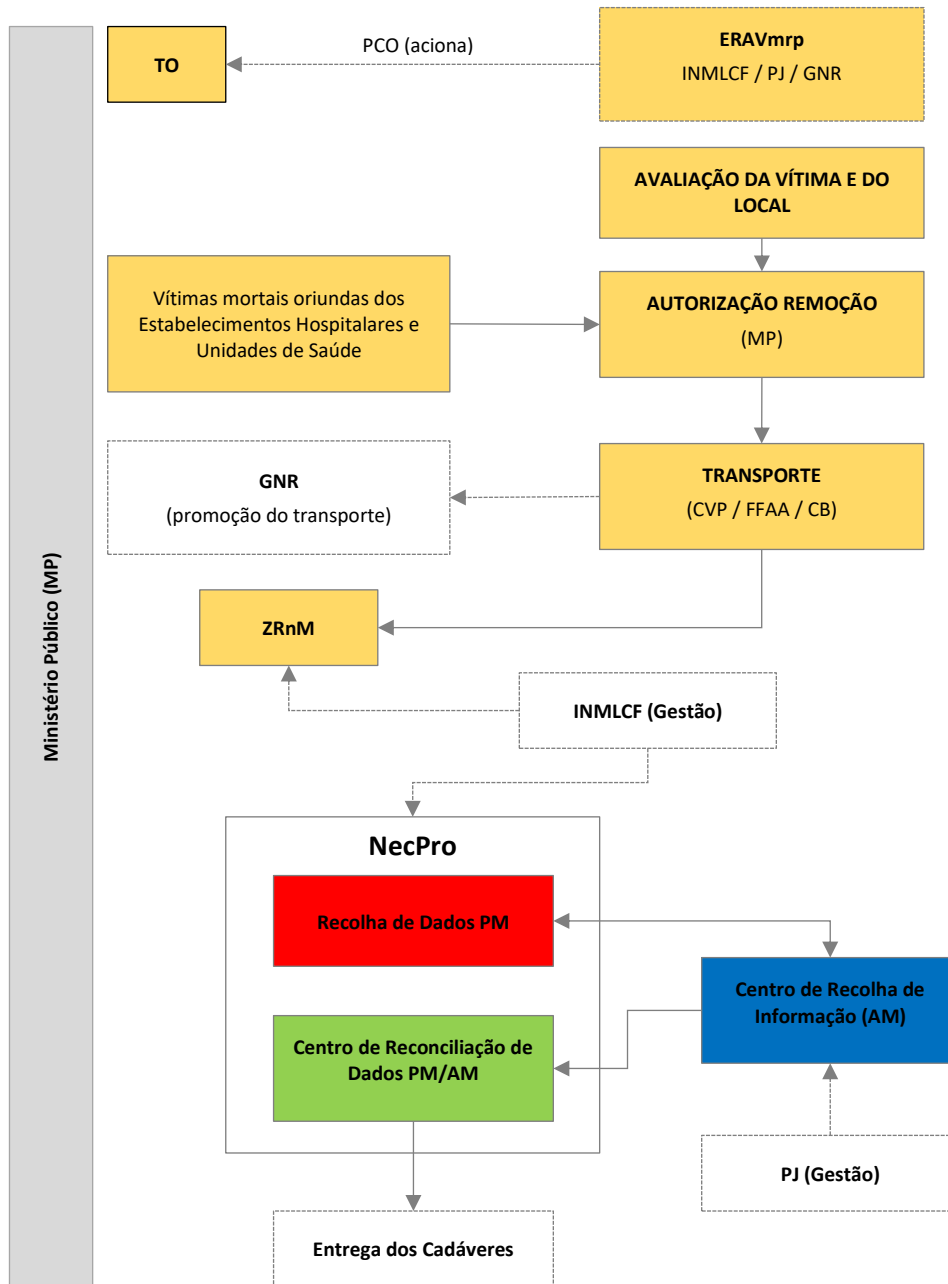 Ministério Público (MP)
TO
PCO (aciona)
ERAVmrp
INMLCF / PJ / GNR
AVALIAÇÃO DA VÍTIMA E DO
LOCAL
Vítimas mortais oriundas dos
Estabelecimentos Hospitalares e
Unidades de Saúde
AUTORIZAÇÃO REMOÇÃO
(MP)
GNR
(promoção do transporte)
TRANSPORTE
(CVP / FFAA / CB)
ZRnM
INMLCF (Gestão)
NecPro
Recolha de Dados PM
Centro de Recolha de
Informação (AM)
Centro de Reconciliação de
Dados PM/AM
PJ (Gestão)
Entrega dos Cadáveres